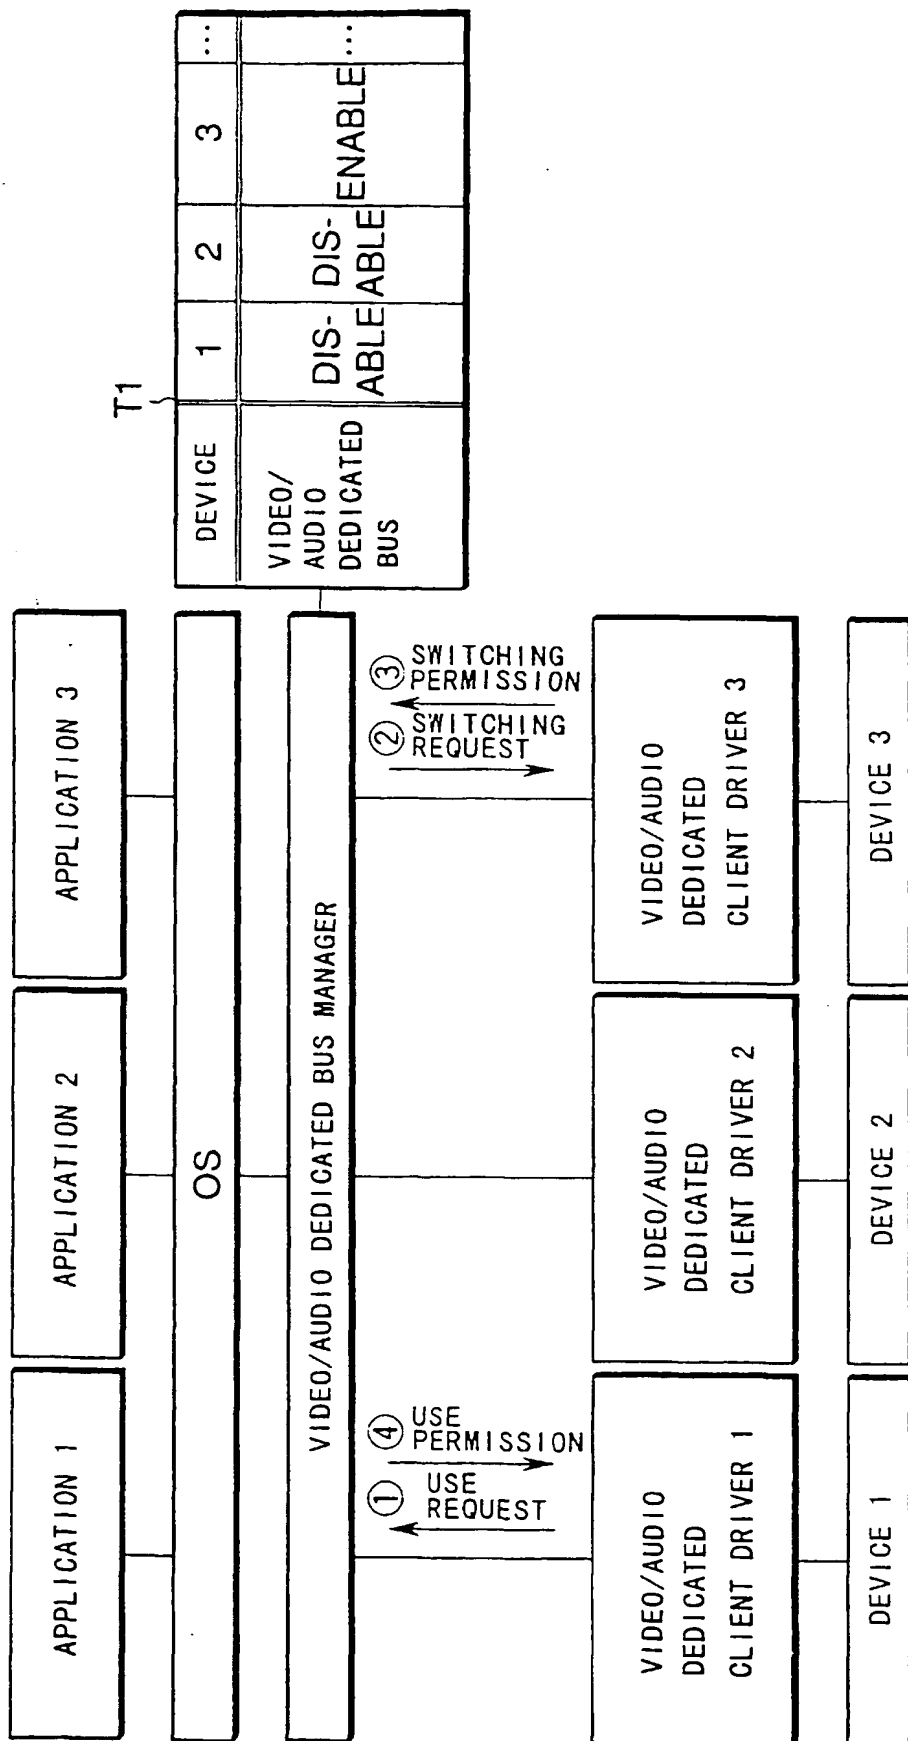 APPLICATION 1
APPLICATION 2
APPLICATION 3
OS
VIDEO/AUDIO DEDICATED BUS MANAGER
T1
DEVICE
1
2
3
...
VIDEO/
AUDIO
DEDICATED
BUS
DIS-
ABLE
DIS-
ABLE
ENABLE
...
① USE
REQUEST
④ USE
PERMISSION
② SWITCHING
REQUEST
③ SWITCHING
PERMISSION
VIDEO/AUDIO
DEDICATED
CLIENT DRIVER 1
VIDEO/AUDIO
DEDICATED
CLIENT DRIVER 2
VIDEO/AUDIO
DEDICATED
CLIENT DRIVER 3
DEVICE 1
DEVICE 2
DEVICE 3